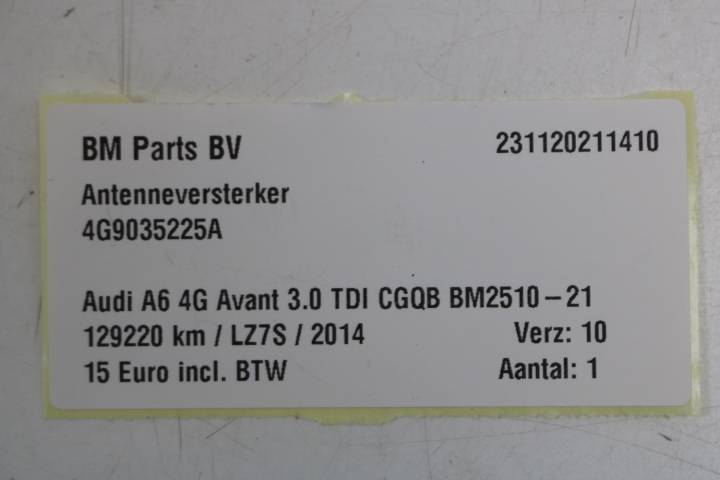 BM Parts BV 231120211410
Antenneversterker
4G9035225A
Audi A6 4G Avant 3.0 TDI CGQB BM2510-21
129220 km / LZ7S / 2014 Verz: 10
15 Euro incl. BTW Aantal: 1